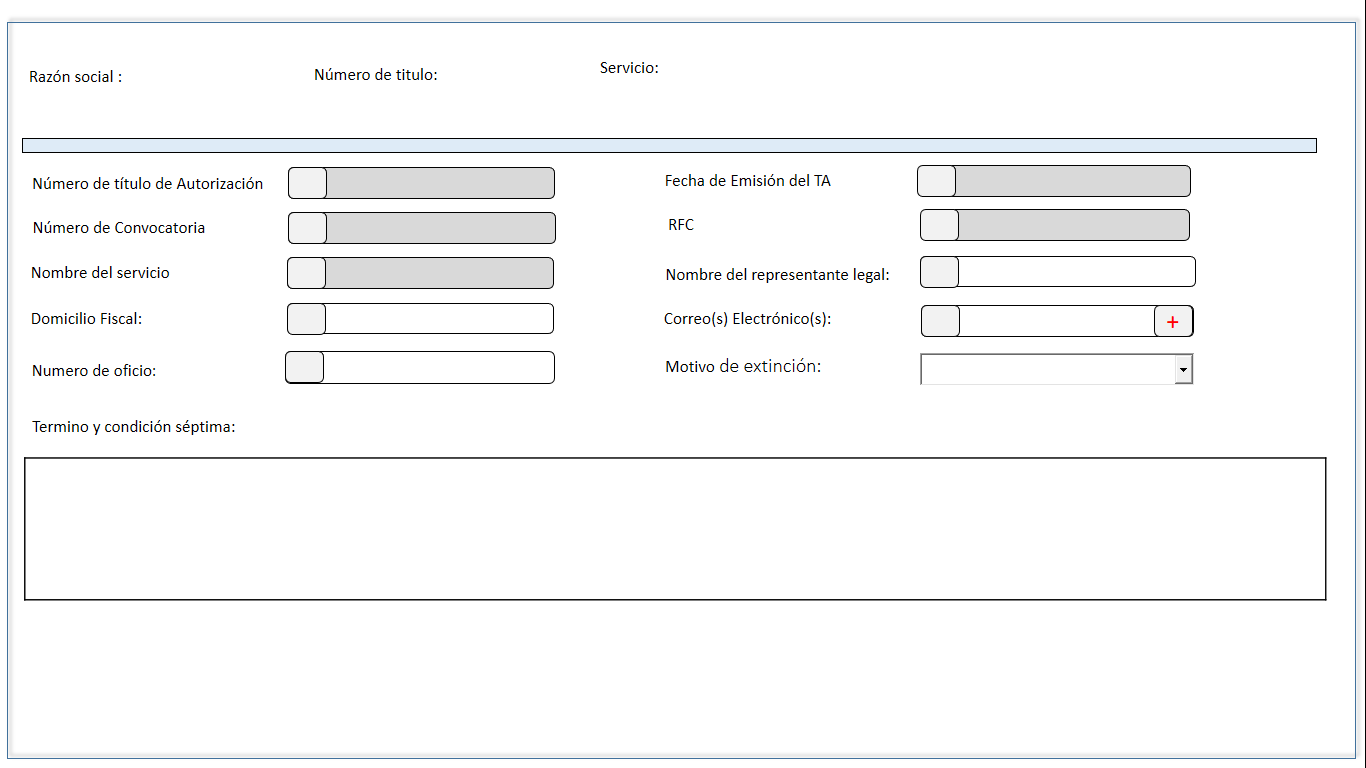 Razón social :
Número de titulo:
Servicio:
Número de título de Autorización
Fecha de Emisión del TA
Número de Convocatoria
RFC
Nombre del servicio
Nombre del representante legal:
Domicilio Fiscal:
Correo(s) Electrónico(s):
+
Numero de oficio:
Motivo de extinción:
Termino y condición séptima: